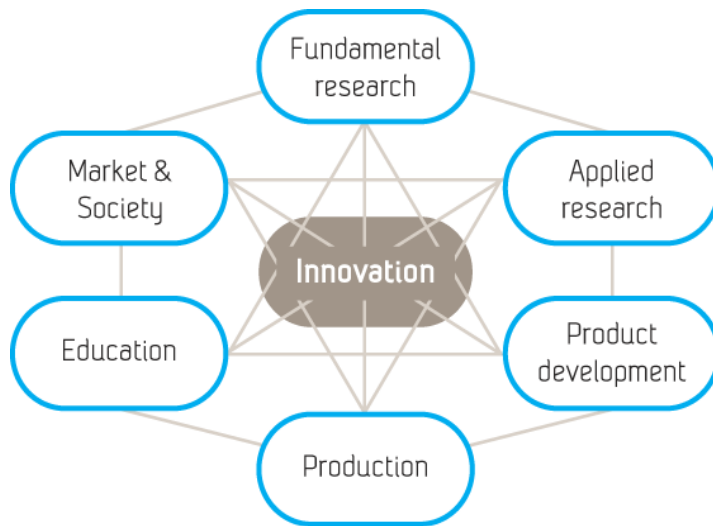 Fundamental
research
Market &
Society
Applied
research
Innovation
Education
Product
development
Production